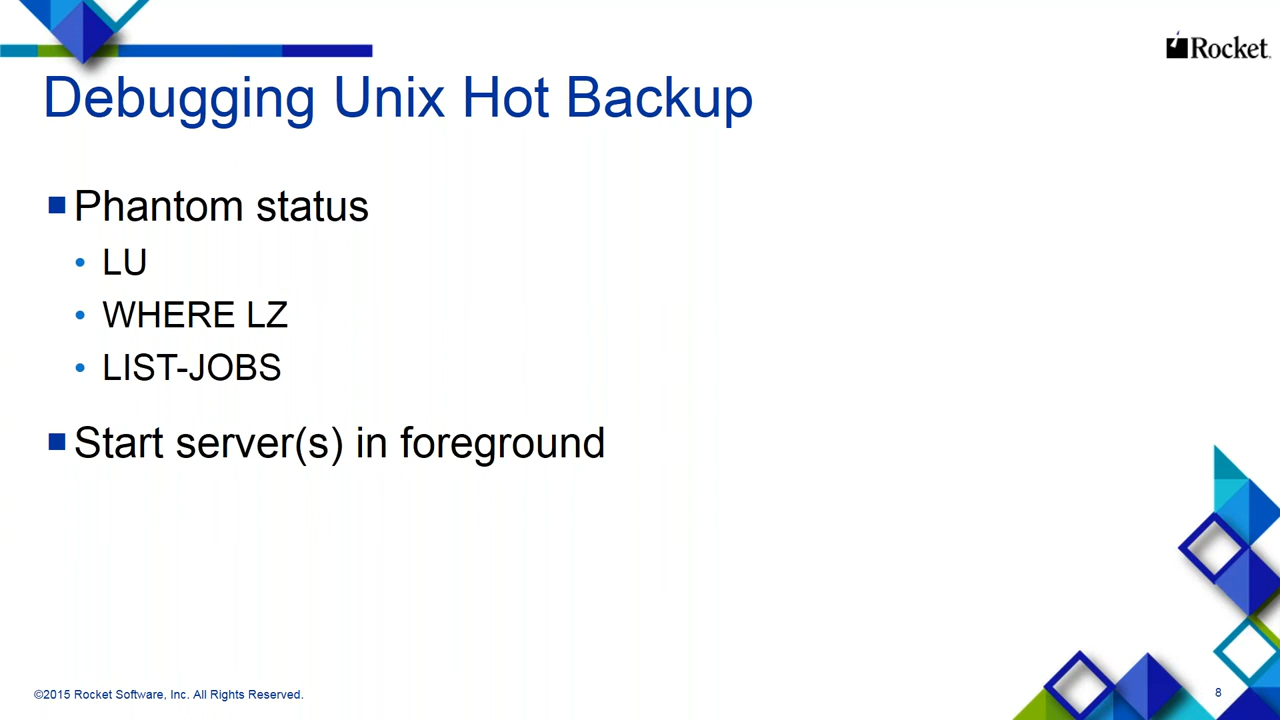 Rocket
Debugging Unix Hot Backup
Phantom status
LU
WHERE LZ
LIST-JOBS
Start server(s) in foreground
©2015 Rocket Software, Inc. All Rights Reserved.
8